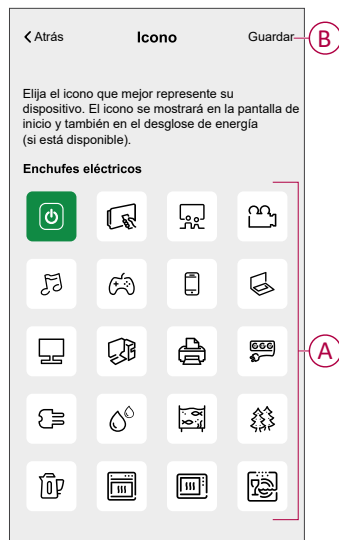 Atrás Icono Guardar B
Elija el icono que mejor represente su
dispositivo. El icono se mostrará en la pantalla de
inicio y también en el desglose de energía
(si está disponible).
Enchufes eléctricos
A